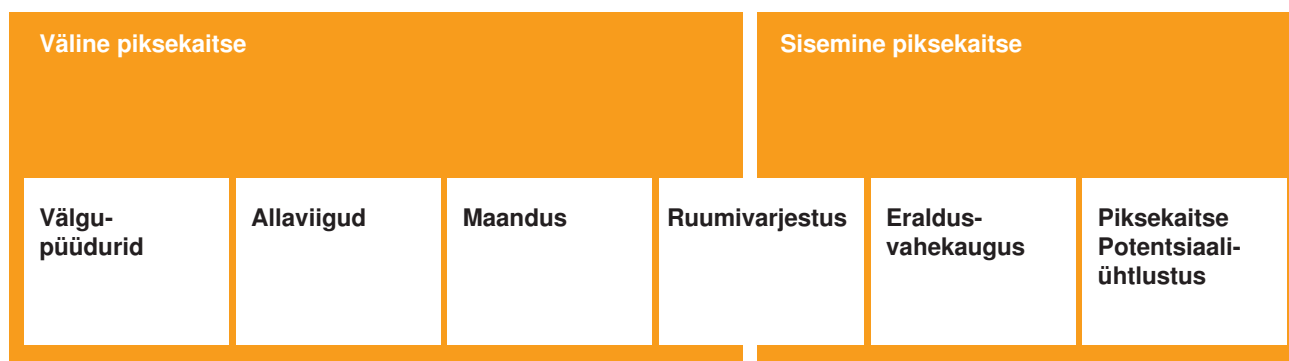 Väline piksekaitse
Sisemine piksekaitse
Välgu-
püüdurid
Allaviigud
Maandus
Ruumivarjestus
Eraldus-
vahekaugus
Piksekaitse
Potentsiaali-
ühtlustus